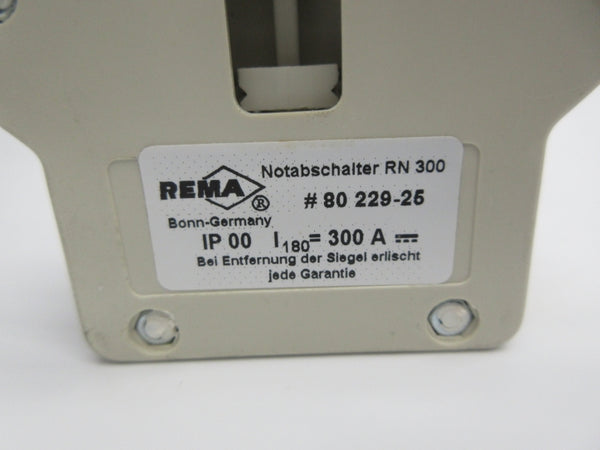 Notabschalter RN 300
REMA ®
# 80 229-25
Bonn-Germany
IP 00 I180= 300 A ⎓
Bei Entfernung der Siegel erlischt
jede Garantie